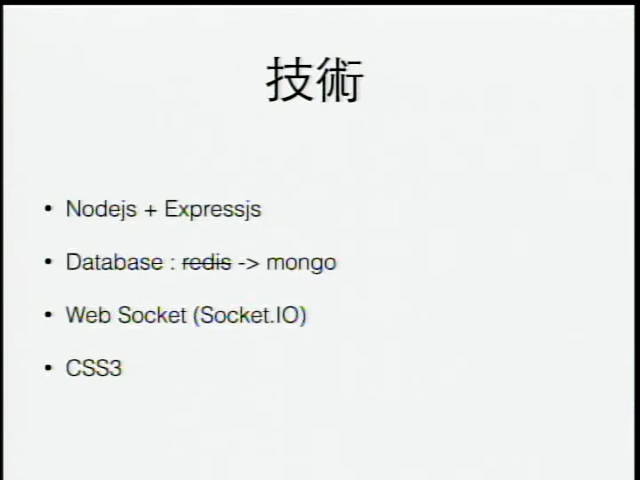 技術
• Nodejs + Expressjs
• Database : ~~redis~~ -> mongo
• Web Socket (Socket.IO)
• CSS3